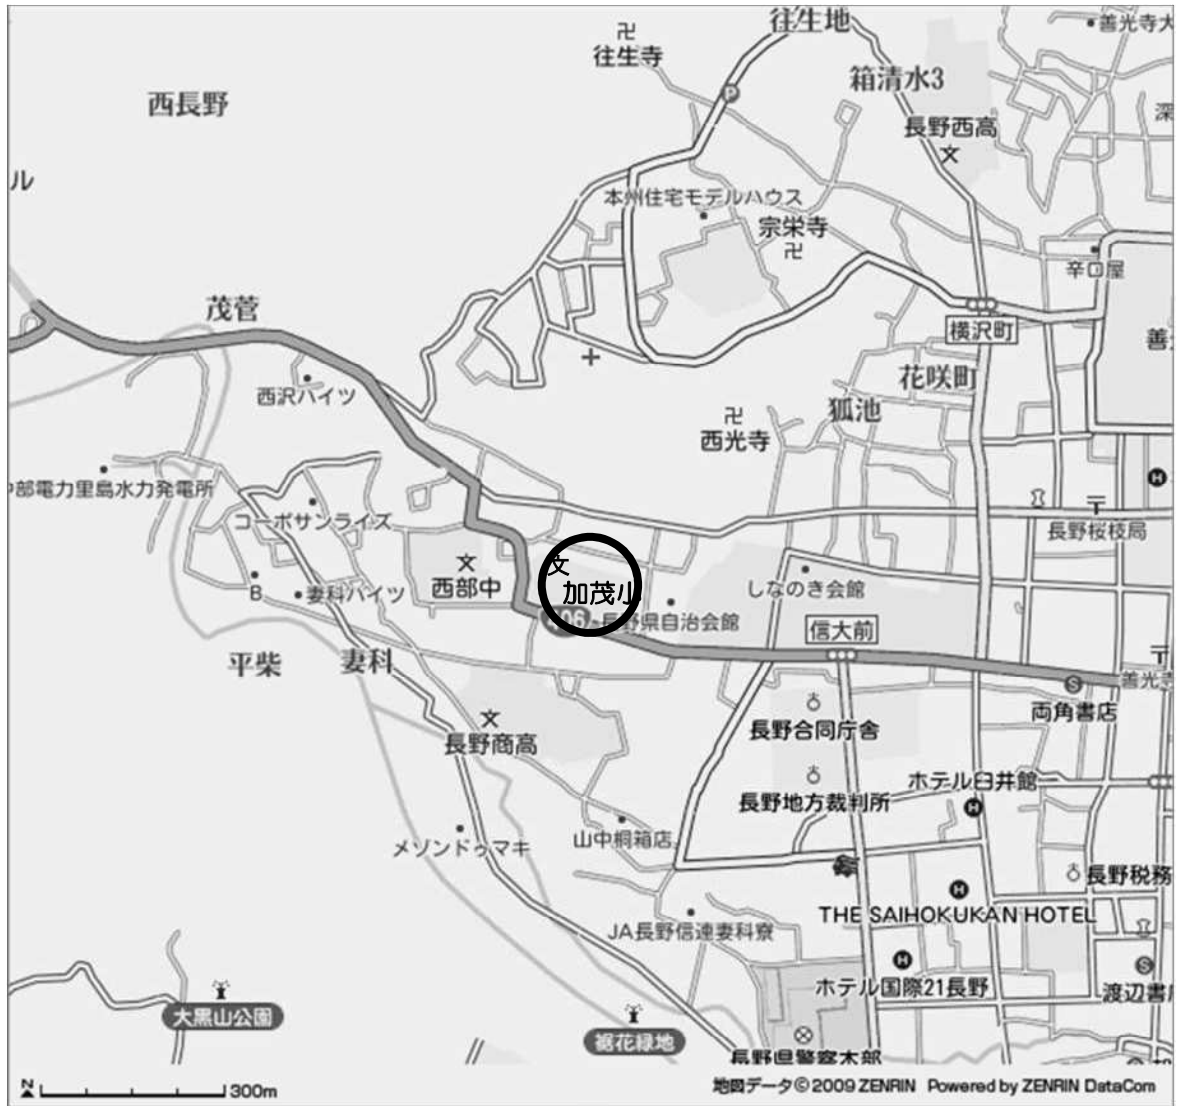 往生地
善光寺大
卍
往生寺
箱清水3
西長野
P
深
長野西高
文
ル
本州住宅モデルハウス
宗栄寺
卍
辛口屋
茂菅
横沢町
善
花咲町
西沢ハイツ
狐池
卍
西光寺
中部電力里島水力発電所
H
〒
コーポサンライズ
長野桜枝局
文
西部中
文
加茂小
しなのき会館
B
妻科ハイツ
406
長野県自治会館
信大前
平柴
妻科
〒
善光寺
S
両角書店
文
長野商高
長野合同庁舎
ホテル臼井館
長野地方裁判所
H
メゾンドゥマキ
山中桐箱店
長野税務
H
THE SAIHOKUKAN HOTEL
JA長野信連妻科寮
H
S
ホテル国際21長野
渡辺書
大黒山公園
裾花緑地
長野県警察本部
N
300m
地図データ© 2009 ZENRIN Powered by ZENRIN DataCom